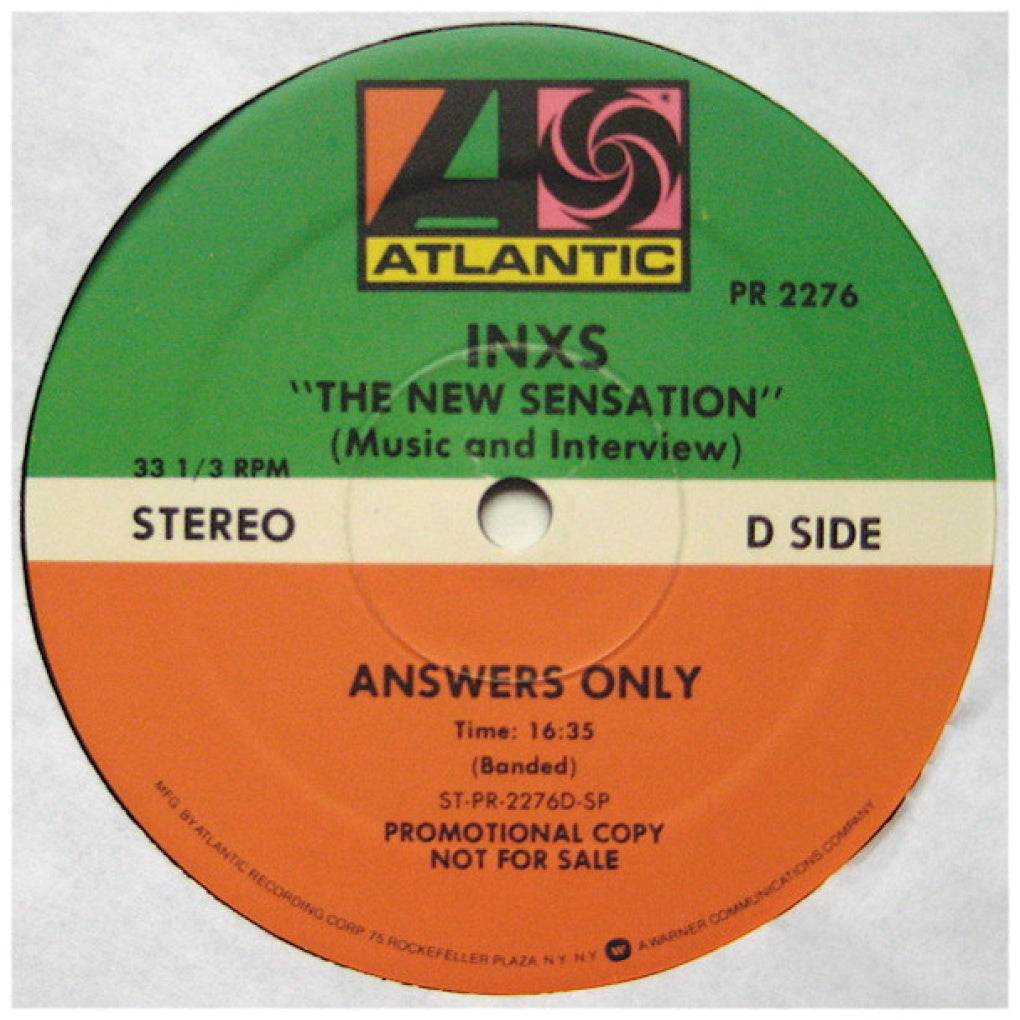 ATLANTIC
PR 2276
INXS
"THE NEW SENSATION"
(Music and Interview)
33 1/3 RPM
STEREO
D SIDE
ANSWERS ONLY
Time: 16:35
(Banded)
ST-PR-2276D-SP
PROMOTIONAL COPY
NOT FOR SALE
MFG. BY ATLANTIC RECORDING CORP. 75 ROCKEFELLER PLAZA, N.Y. N.Y. W A WARNER COMMUNICATIONS COMPANY